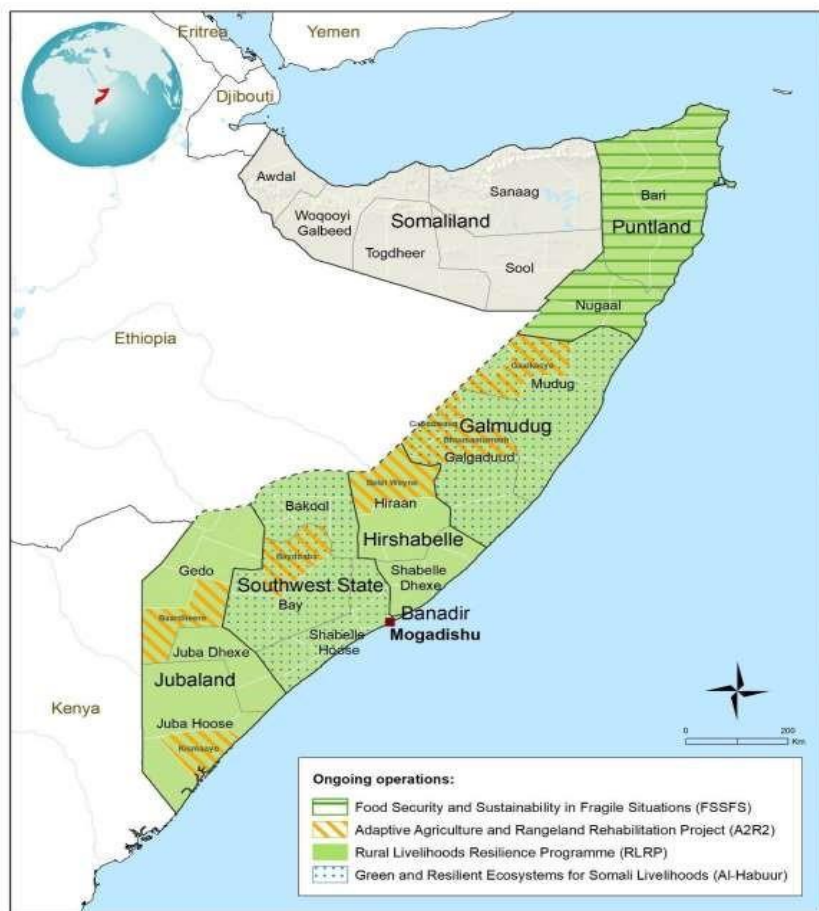 Eritrea
Yemen
Djibouti
Awdal
Sanaag
Bari
Woqooyi
Galbeed
Somaliland
Puntland
Togdheer
Sool
Nugaal
Ethiopia
Mudug
Galmudug
Galgaduud
Bakool
Hiraan
Hirshabelle
Gedo
Shabelle
Dhexe
Southwest State
Bay
Banadir
Mogadishu
Shabelle
Hoose
Juba Dhexe
Jubaland
Kenya
Juba Hoose
Kismaayo
0
200
Km
Ongoing operations:
Food Security and Sustainability in Fragile Situations (FSSFS)
Adaptive Agriculture and Rangeland Rehabilitation Project (A2R2)
Rural Livelihoods Resilience Programme (RLRP)
Green and Resilient Ecosystems for Somali Livelihoods (Al-Habuur)